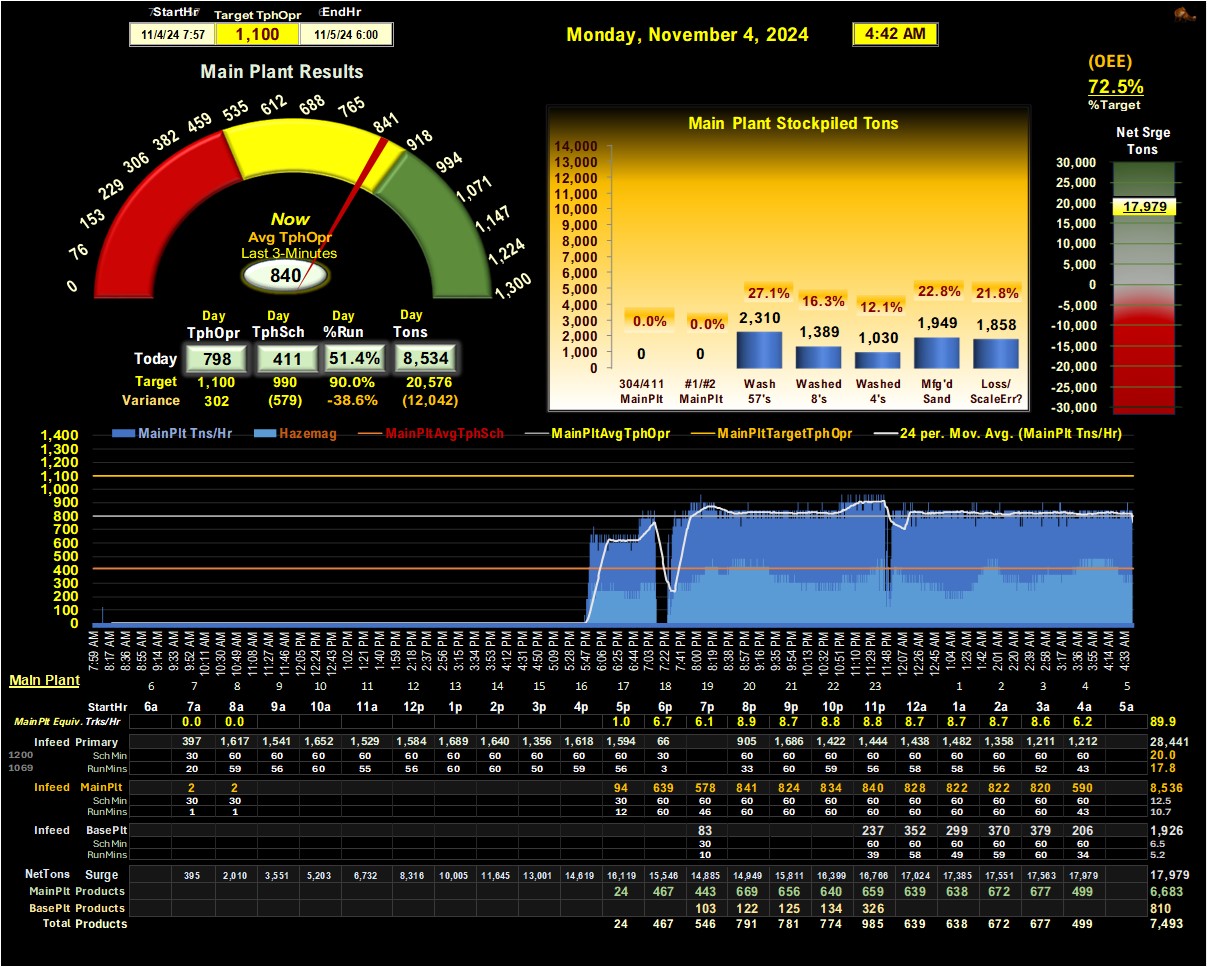 StartHr Target TphOpr EndHr
11/4/24 7:57 1,100 11/5/24 6:00
Monday, November 4, 2024 4:42 AM
(OEE)
72.5%
%Target
Main Plant Results
0 76 153 229 306 382 459 535 612 688 765 841 918 994 1,071 1,147 1,224 1,300
Now
Avg TphOpr
Last 3-Minutes
840
Day Day Day Day
TphOpr TphSch %Run Tons
Today 798 411 51.4% 8,534
Target 1,100 990 90.0% 20,576
Variance 302 (579) -38.6% (12,042)
Main Plant Stockpiled Tons
14,000
13,000
12,000
11,000
10,000
9,000
8,000
7,000
6,000
5,000
4,000
3,000
2,000
1,000
0
0.0% 0.0% 27.1% 16.3% 12.1% 22.8% 21.8%
0 0 2,310 1,389 1,030 1,949 1,858
304/411 #1/#2 Wash Washed Washed Mfg'd Loss/
MainPlt MainPlt 57's 8's 4's Sand ScaleErr?
Net Srge
Tons
30,000
25,000
20,000
17,979
15,000
10,000
5,000
0
-5,000
-10,000
-15,000
-20,000
-25,000
-30,000
MainPlt Tns/Hr Hazemag MainPltAvgTphSch MainPltAvgTphOpr MainPltTargetTphOpr 24 per. Mov. Avg. (MainPlt Tns/Hr)
1,400
1,300
1,200
1,100
1,000
900
800
700
600
500
400
300
200
100
0
7:59 AM 8:17 AM 8:36 AM 8:55 AM 9:14 AM 9:33 AM 9:52 AM 10:11 AM 10:30 AM 10:49 AM 11:08 AM 11:27 AM 11:46 AM 12:05 PM 12:24 PM 12:43 PM 1:02 PM 1:21 PM 1:40 PM 1:59 PM 2:18 PM 2:37 PM 2:56 PM 3:15 PM 3:34 PM 3:53 PM 4:12 PM 4:31 PM 4:50 PM 5:09 PM 5:28 PM 5:47 PM 6:06 PM 6:25 PM 6:44 PM 7:03 PM 7:22 PM 7:41 PM 8:00 PM 8:19 PM 8:38 PM 8:57 PM 9:16 PM 9:35 PM 9:54 PM 10:13 PM 10:32 PM 10:51 PM 11:10 PM 11:29 PM 11:48 PM 12:07 AM 12:26 AM 12:45 AM 1:04 AM 1:23 AM 1:42 AM 2:01 AM 2:20 AM 2:39 AM 2:58 AM 3:17 AM 3:36 AM 3:55 AM 4:14 AM 4:33 AM
Main Plant 6 7 8 9 10 11 12 13 14 15 16 17 18 19 20 21 22 23 1 2 3 4 5
StartHr 6a 7a 8a 9a 10a 11a 12p 1p 2p 3p 4p 5p 6p 7p 8p 9p 10p 11p 12a 1a 2a 3a 4a 5a
MainPlt Equiv. Trks/Hr 0.0 0.0 1.0 6.7 6.1 8.9 8.7 8.8 8.8 8.7 8.7 8.7 8.6 6.2 89.9
Infeed Primary 397 1,617 1,541 1,652 1,529 1,584 1,689 1,640 1,356 1,618 1,594 66 905 1,686 1,422 1,444 1,438 1,482 1,358 1,211 1,212 28,441
1200 Sch Min 30 60 60 60 60 60 60 60 60 60 60 30 60 60 60 60 60 60 60 60 60 20.0
1069 RunMins 20 59 56 60 55 56 60 60 50 59 56 3 33 60 59 56 58 58 56 52 43 17.8
Infeed MainPlt 2 2 94 639 578 841 824 834 840 828 822 822 820 590 8,536
Sch Min 30 30 30 60 60 60 60 60 60 60 60 60 60 60 12.5
RunMins 1 1 12 60 46 60 60 60 60 60 60 60 60 43 10.7
Infeed BasePlt 83 237 352 299 370 379 206 1,926
Sch Min 30 60 60 60 60 60 60 6.5
RunMins 10 39 58 49 59 60 34 5.2
NetTons Surge 395 2,010 3,551 5,203 6,732 8,316 10,005 11,645 13,001 14,619 16,119 15,546 14,885 14,949 15,811 16,399 16,766 17,024 17,385 17,551 17,563 17,979 17,979
MainPlt Products 24 467 443 669 656 640 659 639 638 672 677 499 6,683
BasePlt Products 103 122 125 134 326 810
Total Products 24 467 546 791 781 774 985 639 638 672 677 499 7,493